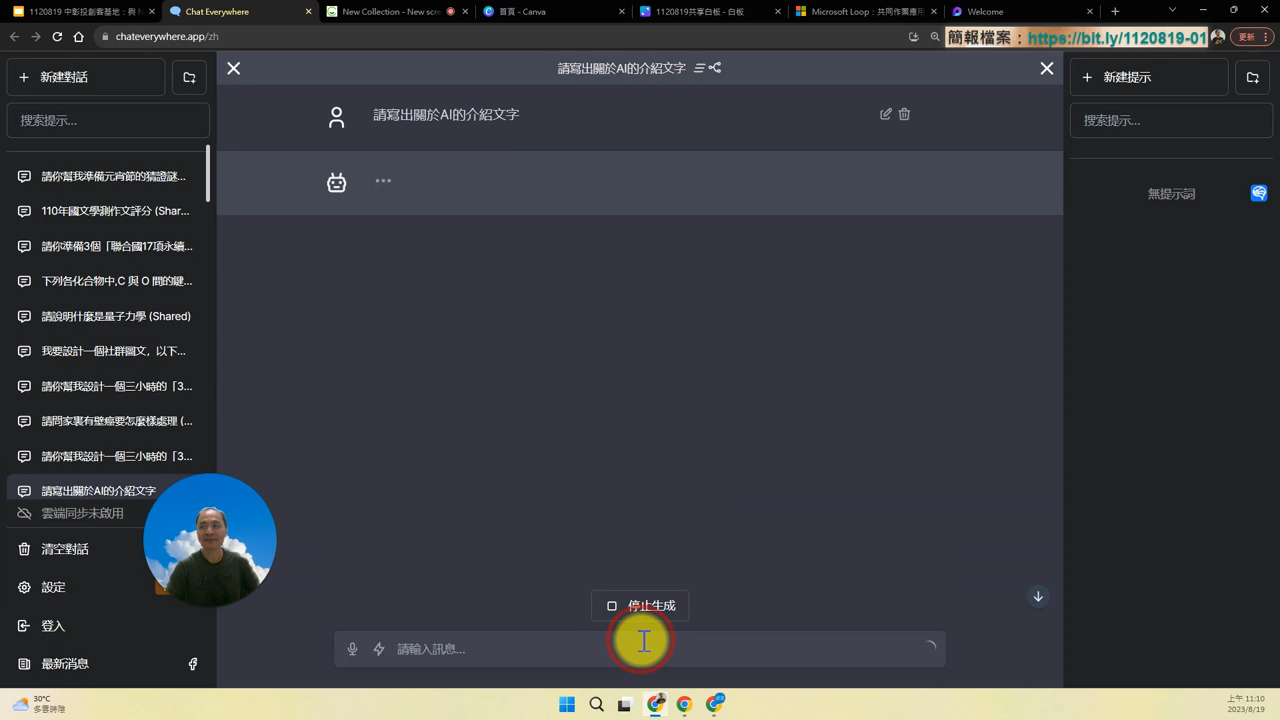 1120819 中彰投創客基地：與
Chat Everywhere
New Collection - New scre
首頁 - Canva
1120819共享白板 - 白板
Microsoft Loop：共同作業應用
Welcome
chateverywhere.app/zh
簡報檔案：https://bit.ly/1120819-01
更新
新建對話
請寫出關於AI的介紹文字
新建提示
搜索提示...
請寫出關於AI的介紹文字
搜索提示...
請你幫我準備元宵節的猜燈謎...
110年國文學測作文評分 (Shar...
請你準備3個「聯合國17項永續...
下列各化合物中,C 與 O 間的鍵...
請說明什麼是量子力學 (Shared)
我要設計一個社群圖文，以下...
請你幫我設計一個三小時的「3...
請問家裏有壁癌要怎麼樣處理 (...
請你幫我設計一個三小時的「3...
請寫出關於AI的介紹文字
無提示詞
雲端同步未啟用
清空對話
設定
登入
最新消息
停止生成
請輸入訊息...
30°C
多雲時陰
上午 11:10
2023/8/19